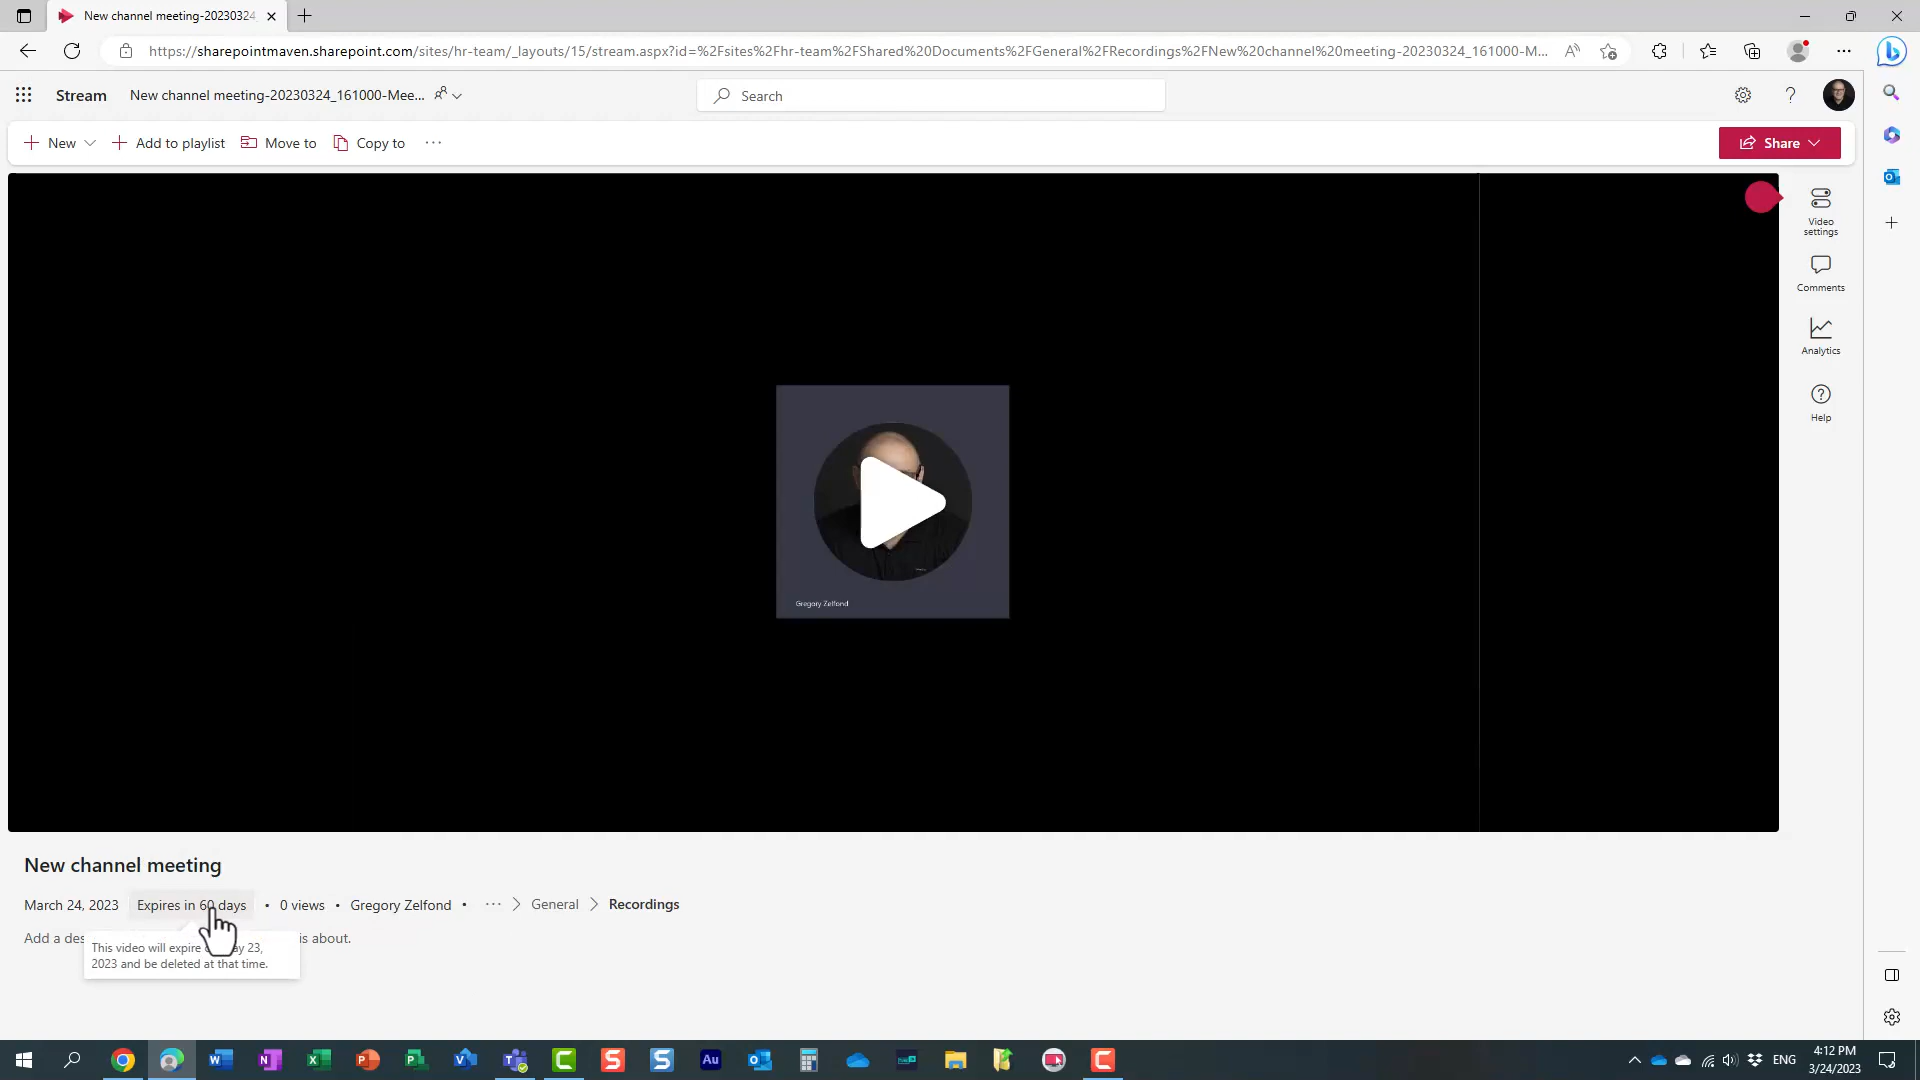 New channel meeting-20230324
https://sharepointmaven.sharepoint.com/sites/hr-team/_layouts/15/stream.aspx?id=%2Fsites%2Fhr-team%2FShared%20Documents%2FGeneral%2FRecordings%2FNew%20channel%20meeting-20230324_161000-M...
Stream
New channel meeting-20230324_161000-Mee...
Search
New
Add to playlist
Move to
Copy to
Share
Video
settings
Comments
Analytics
Help
Gregory Zelfond
New channel meeting
March 24, 2023 Expires in 60 days • 0 views • Gregory Zelfond • ... > General > Recordings
Add a des
is about.
This video will expire ay 23,
2023 and be deleted at that time.
ENG
4:12 PM
3/24/2023